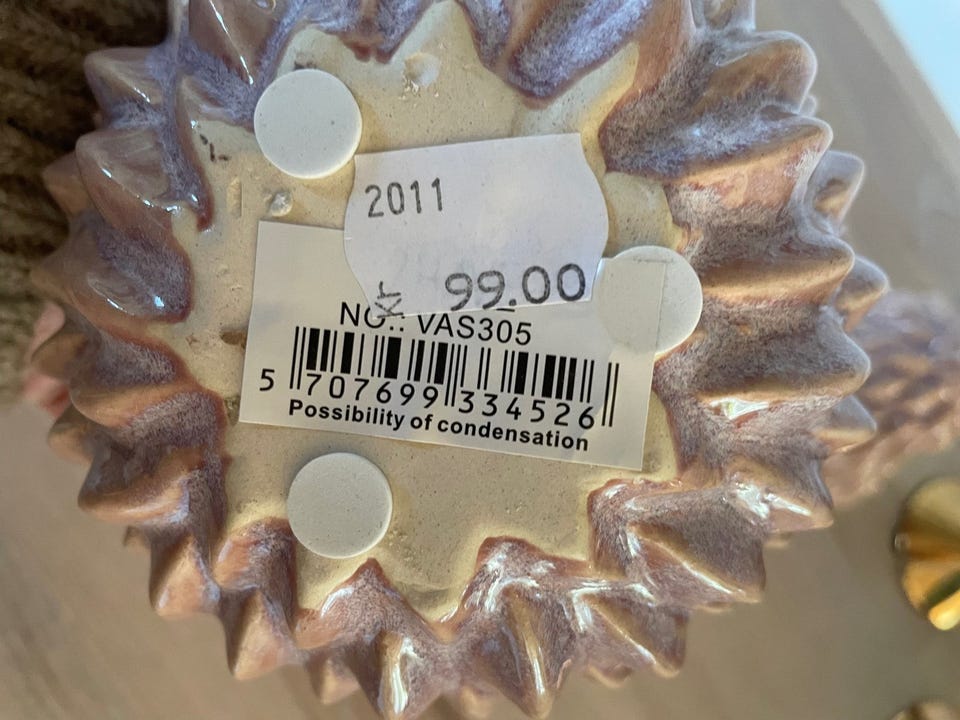 2011
Kr 99.00
NO.: VAS305
5 707699 334526
Possibility of condensation